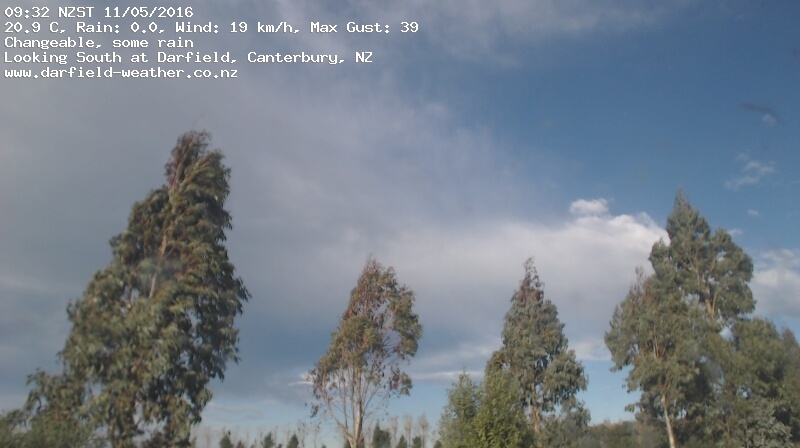 09:32 NZST 11/05/2016
20.9 C, Rain: 0.0, Wind: 19 km/h, Max Gust: 39
Changeable, some rain
Looking South at Darfield, Canterbury, NZ
www.darfield-weather.co.nz